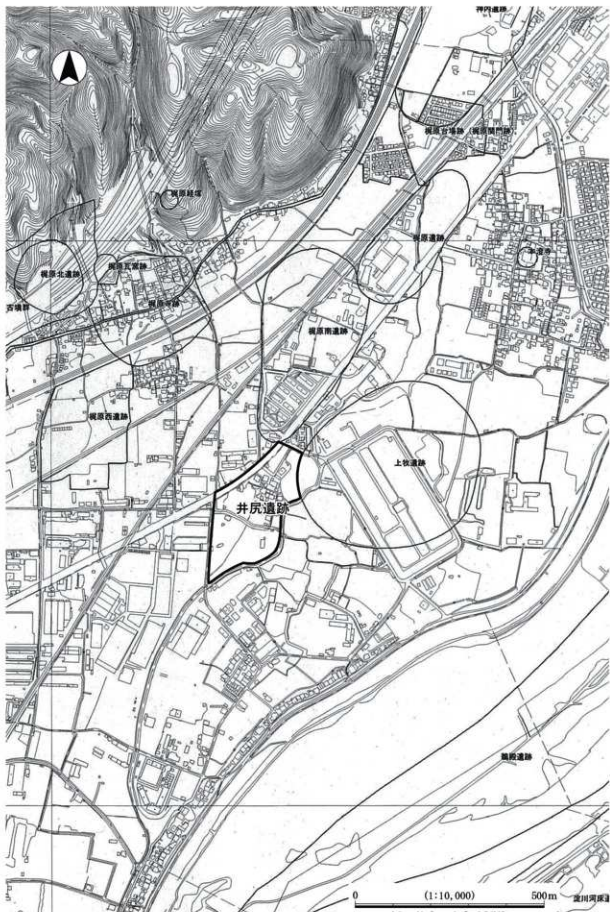 神内遺跡
梶原台場跡（梶原関門跡）
梶原経塚
梶原遺跡
本澄寺
梶原北遺跡
梶原瓦窯跡
古墳群
梶原寺跡
梶原南遺跡
梶原西遺跡
上牧遺跡
井尻遺跡
鵜殿遺跡
0 (1:10,000) 500m
淀川河床